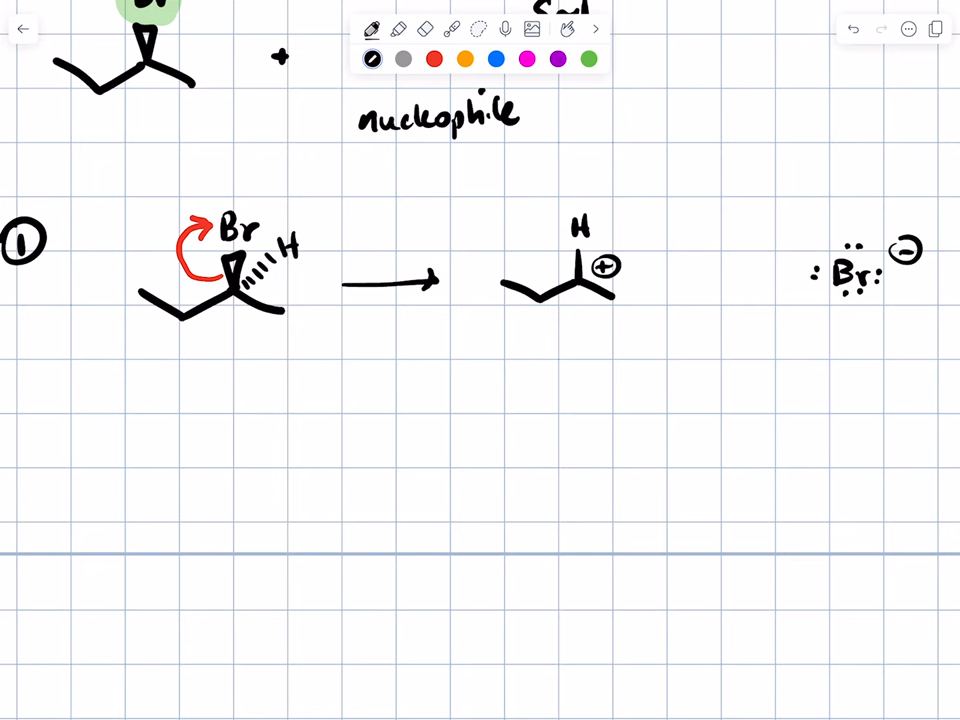 +
nucleophile
① Br H → H ⊕ :Br: ⊖